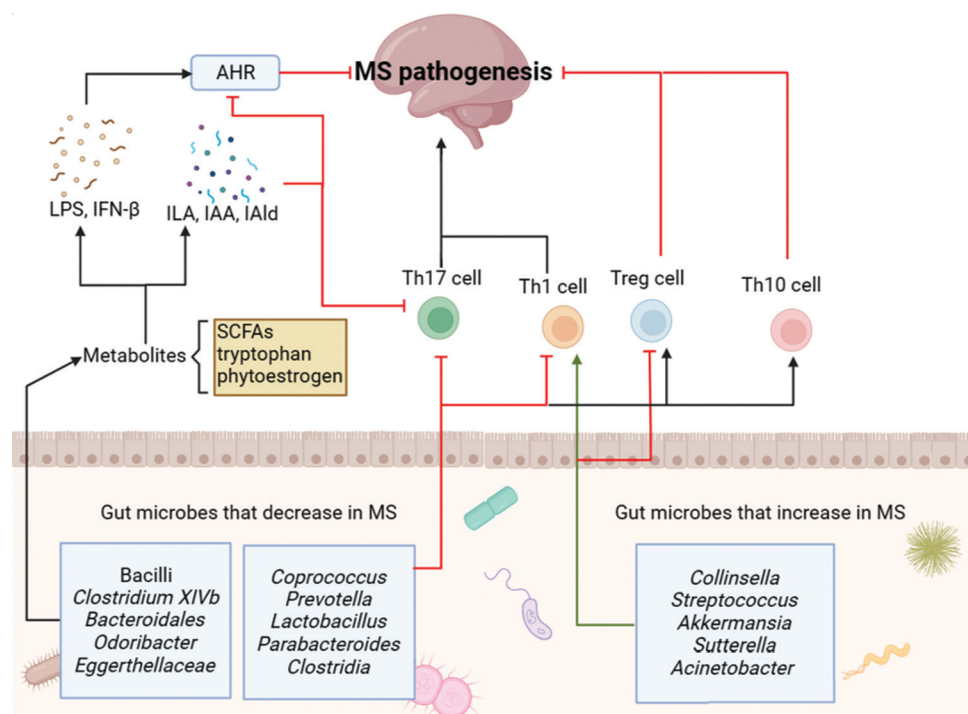 AHR
MS pathogenesis
LPS, IFN-β
ILA, IAA, IAld
Th17 cell
Th1 cell
Treg cell
Th10 cell
Metabolites
SCFAs
tryptophan
phytoestrogen
Gut microbes that decrease in MS
Gut microbes that increase in MS
Bacilli
Clostridium XIVb
Bacteroidales
Odoribacter
Eggerthellaceae
Coprococcus
Prevotella
Lactobacillus
Parabacteroides
Clostridia
Collinsella
Streptococcus
Akkermansia
Sutterella
Acinetobacter